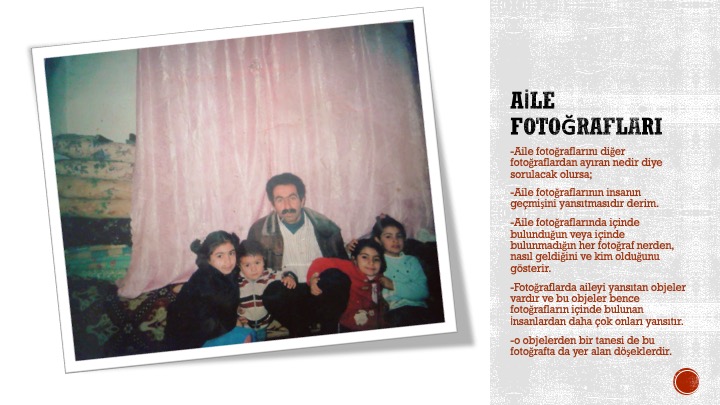 AİLE
FOTOĞRAFLARI
-Aile fotoğraflarını diğer
fotoğraflardan ayıran nedir diye
sorulacak olursa;
-Aile fotoğraflarının insanın
geçmişini yansıtmasıdır derim.
-Aile fotoğraflarında içinde
bulunduğun veya içinde
bulunmadığın her fotoğraf nerden,
nasıl geldiğini ve kim olduğunu
gösterir.
-Fotoğraflarda aileyi yansıtan objeler
vardır ve bu objeler bence
fotoğrafların içinde bulunan
insanlardan daha çok onları yansıtır.
-o objelerden bir tanesi de bu
fotoğrafta da yer alan döşeklerdir.